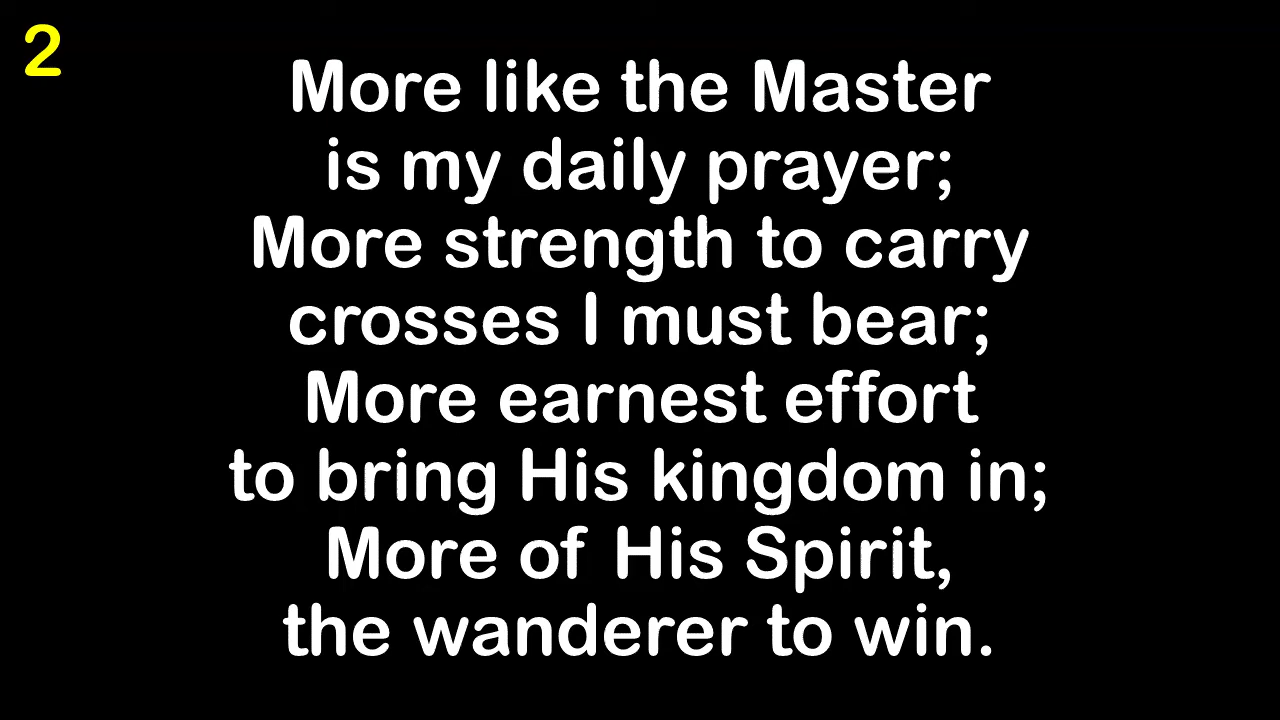 2
More like the Master
is my daily prayer;
More strength to carry
crosses I must bear;
More earnest effort
to bring His kingdom in;
More of His Spirit,
the wanderer to win.